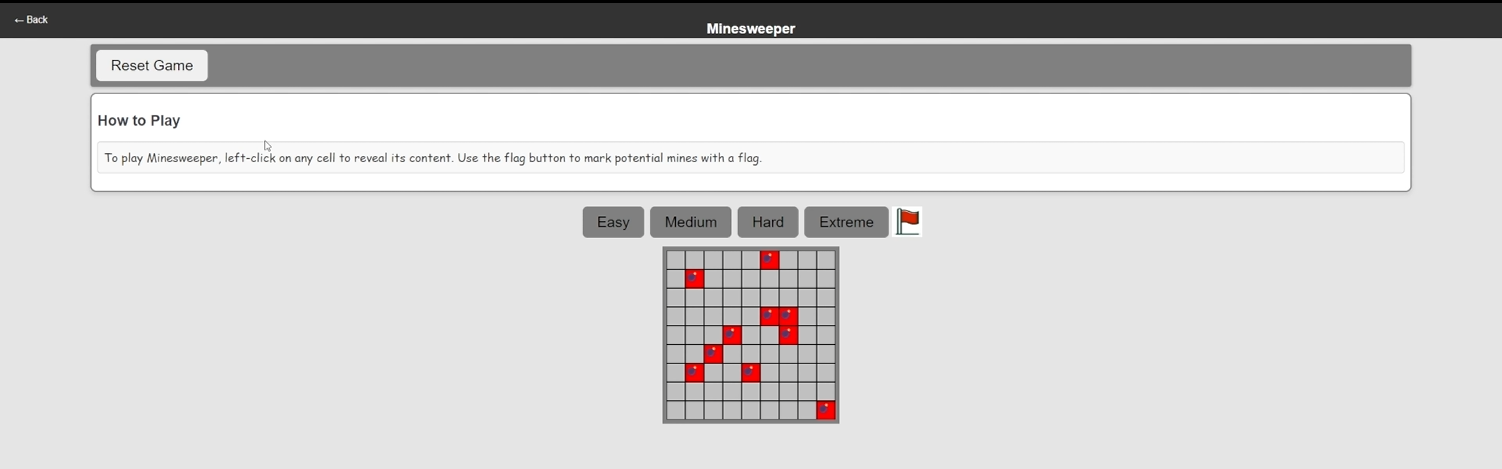 ← Back
Minesweeper
Reset Game
How to Play
To play Minesweeper, left-click on any cell to reveal its content. Use the flag button to mark potential mines with a flag.
Easy Medium Hard Extreme